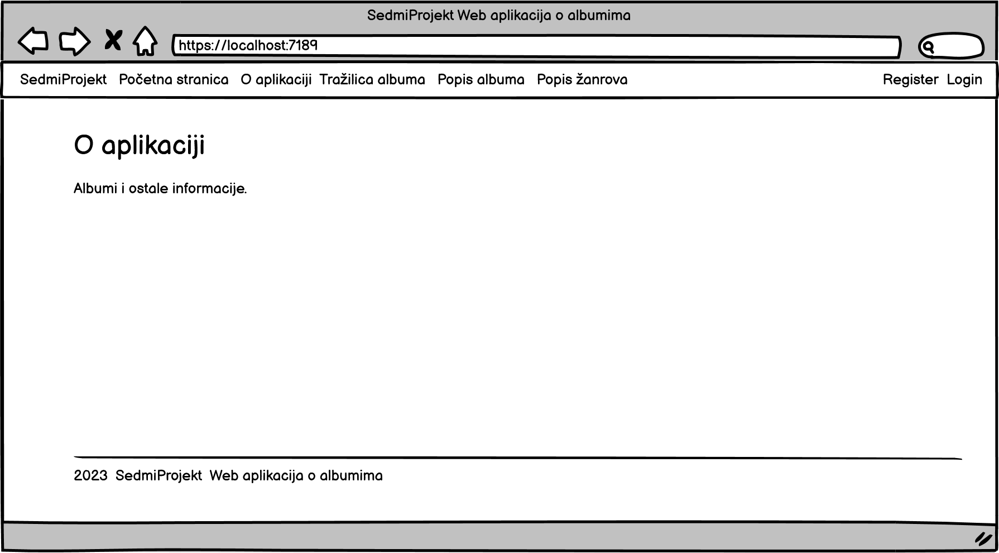 SedmiProjekt Web aplikacija o albumima
https://localhost:7189
SedmiProjekt Početna stranica O aplikaciji Tražilica albuma Popis albuma Popis žanrova Register Login
O aplikaciji
Albumi i ostale informacije.
2023 SedmiProjekt Web aplikacija o albumima